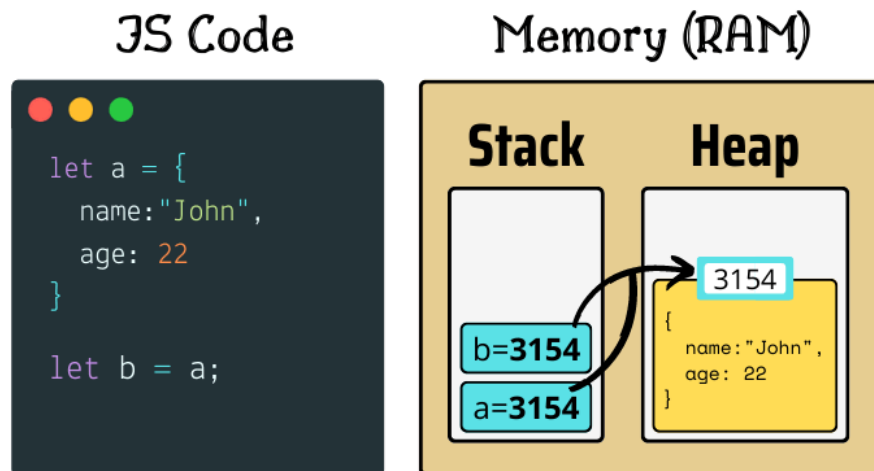 JS Code
let a = {
name:"John",
age: 22
}
let b = a;
Memory (RAM)
Stack
Heap
b=3154
a=3154
3154
{
name:"John",
age: 22
}